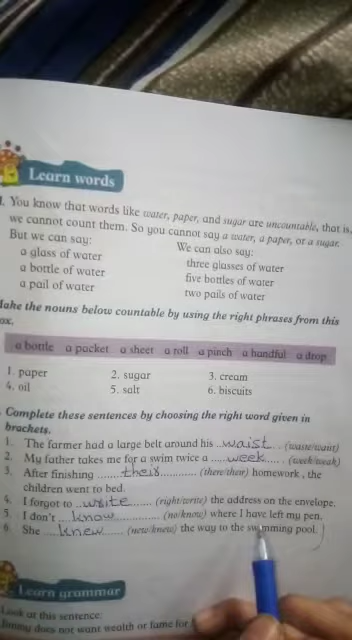 Learn words
1. You know that words like water, paper, and sugar are uncountable, that is,
we cannot count them. So you cannot say a water, a paper, or a sugar.
But we can say:
a glass of water
a bottle of water
a pail of water
We can also say:
three glasses of water
five bottles of water
two pails of water
Make the nouns below countable by using the right phrases from this
box.
a bottle a packet a sheet a roll a pinch a handful a drop
1. paper 2. sugar 3. cream
4. oil 5. salt 6. biscuits
Complete these sentences by choosing the right word given in
brackets.
1. The farmer had a large belt around his ..waist.. (waste/waist)
2. My father takes me for a swim twice a .....week..... (week/weak)
3. After finishing ......their............ (there/their) homework, the
children went to bed.
4. I forgot to ..write....... (right/write) the address on the envelope.
5. I don't ...know.............. (no/know) where I have left my pen.
6. She ...knew....... (new/knew) the way to the swimming pool.
Learn grammar
Look at this sentence:
Jimmy does not want wealth or fame for